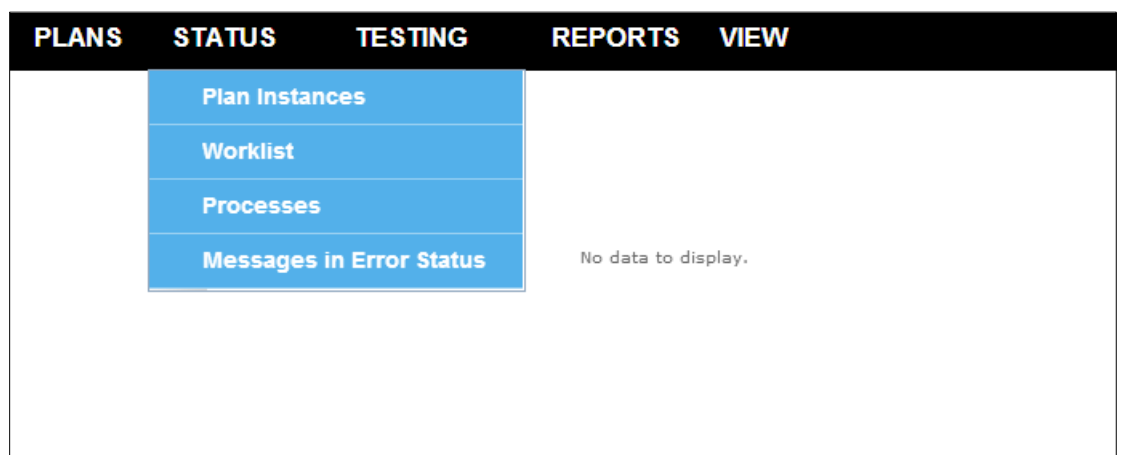 PLANS STATUS TESTING REPORTS VIEW
Plan Instances
Worklist
Processes
Messages in Error Status
No data to display.